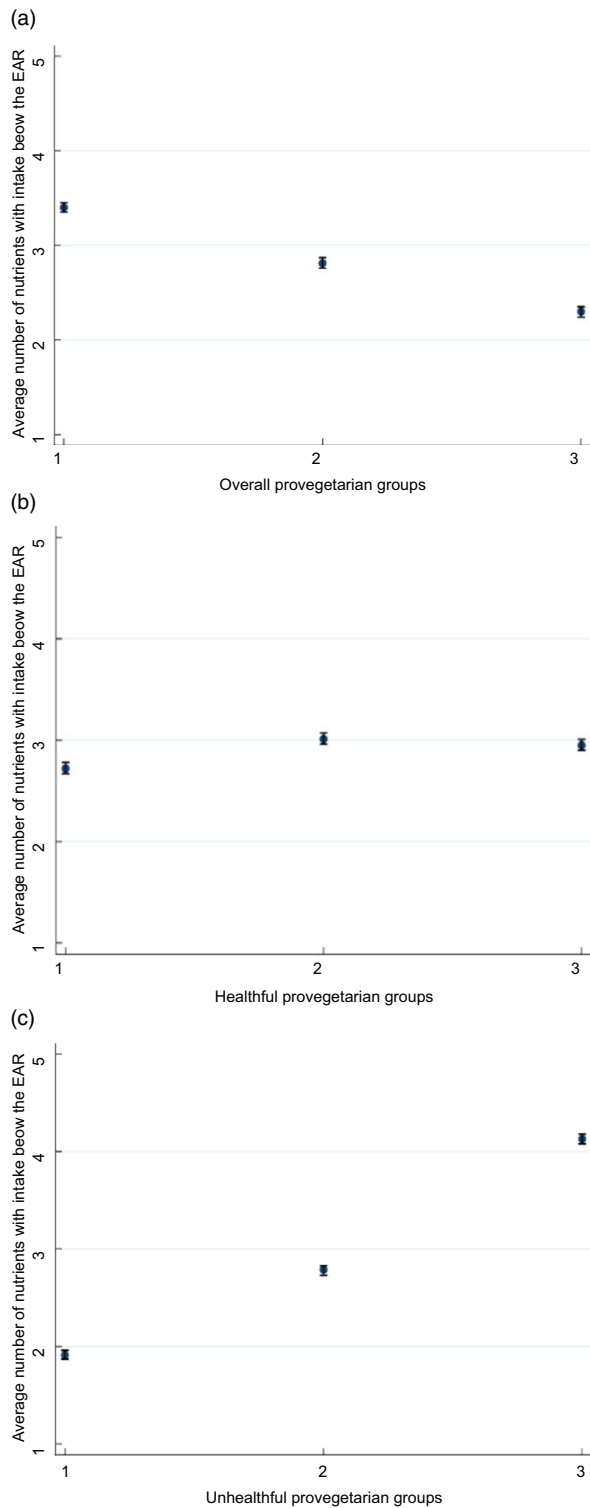 (a)
Average number of nutrients with intake beow the EAR
5
4
3
2
1
1 2 3
Overall provegetarian groups
(b)
Average number of nutrients with intake beow the EAR
5
4
3
2
1
1 2 3
Healthful provegetarian groups
(c)
Average number of nutrients with intake beow the EAR
5
4
3
2
1
1 2 3
Unhealthful provegetarian groups